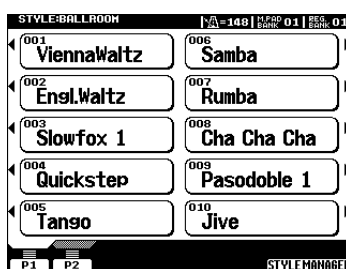 STYLE:BALLROOM
=148 M.PAD BANK 01 REG. BANK 01
001 ViennaWaltz
006 Samba
002 Engl.Waltz
007 Rumba
003 Slowfox 1
008 Cha Cha Cha
004 Quickstep
009 Pasodoble 1
005 Tango
010 Jive
P1 P2 STYLE MANAGER